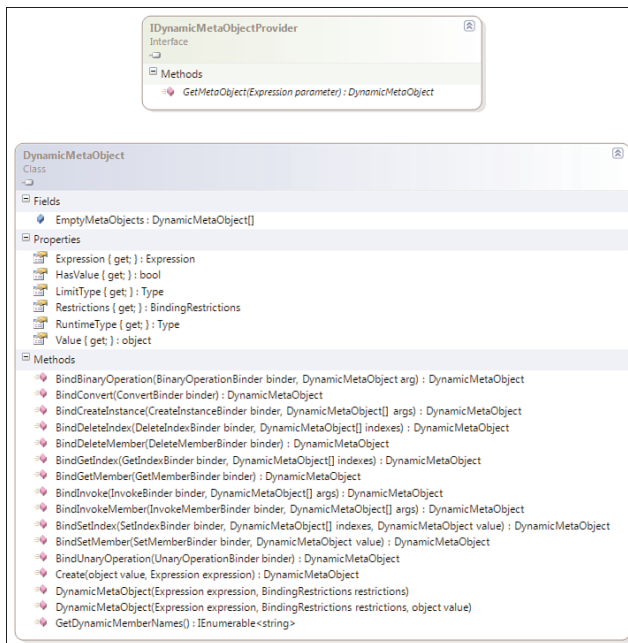 IDynamicMetaObjectProvider
Interface
Methods
GetMetaObject(Expression parameter) : DynamicMetaObject
DynamicMetaObject
Class
Fields
EmptyMetaObjects : DynamicMetaObject[]
Properties
Expression { get; } : Expression
HasValue { get; } : bool
LimitType { get; } : Type
Restrictions { get; } : BindingRestrictions
RuntimeType { get; } : Type
Value { get; } : object
Methods
BindBinaryOperation(BinaryOperationBinder binder, DynamicMetaObject arg) : DynamicMetaObject
BindConvert(ConvertBinder binder) : DynamicMetaObject
BindCreateInstance(CreateInstanceBinder binder, DynamicMetaObject[] args) : DynamicMetaObject
BindDeleteIndex(DeleteIndexBinder binder, DynamicMetaObject[] indexes) : DynamicMetaObject
BindDeleteMember(DeleteMemberBinder binder) : DynamicMetaObject
BindGetIndex(GetIndexBinder binder, DynamicMetaObject[] indexes) : DynamicMetaObject
BindGetMember(GetMemberBinder binder) : DynamicMetaObject
BindInvoke(InvokeBinder binder, DynamicMetaObject[] args) : DynamicMetaObject
BindInvokeMember(InvokeMemberBinder binder, DynamicMetaObject[] args) : DynamicMetaObject
BindSetIndex(SetIndexBinder binder, DynamicMetaObject[] indexes, DynamicMetaObject value) : DynamicMetaObject
BindSetMember(SetMemberBinder binder, DynamicMetaObject value) : DynamicMetaObject
BindUnaryOperation(UnaryOperationBinder binder) : DynamicMetaObject
Create(object value, Expression expression) : DynamicMetaObject
DynamicMetaObject(Expression expression, BindingRestrictions restrictions)
DynamicMetaObject(Expression expression, BindingRestrictions restrictions, object value)
GetDynamicMemberNames() : IEnumerable<string>